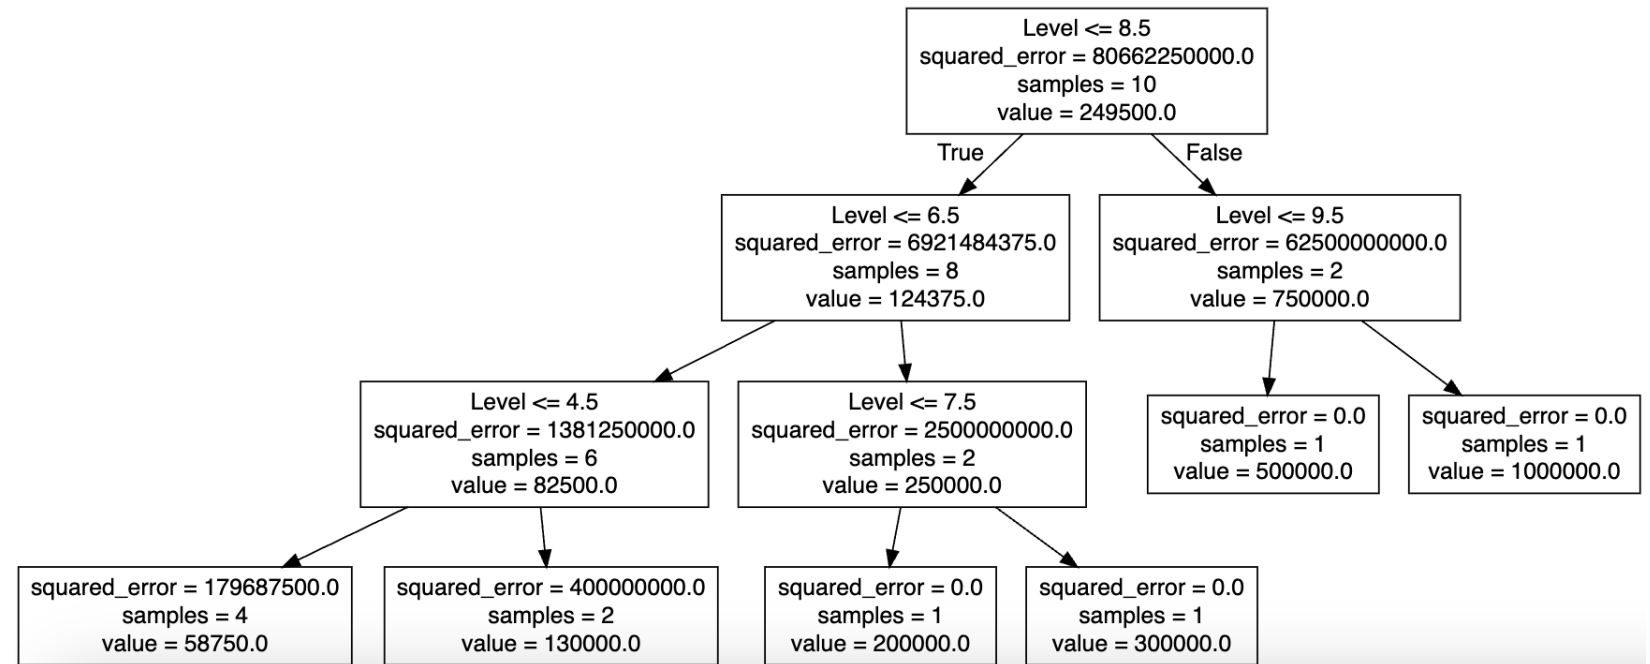 Level <= 8.5
squared_error = 80662250000.0
samples = 10
value = 249500.0
True
False
Level <= 6.5
squared_error = 6921484375.0
samples = 8
value = 124375.0
Level <= 9.5
squared_error = 62500000000.0
samples = 2
value = 750000.0
Level <= 4.5
squared_error = 1381250000.0
samples = 6
value = 82500.0
Level <= 7.5
squared_error = 2500000000.0
samples = 2
value = 250000.0
squared_error = 0.0
samples = 1
value = 500000.0
squared_error = 0.0
samples = 1
value = 1000000.0
squared_error = 179687500.0
samples = 4
value = 58750.0
squared_error = 400000000.0
samples = 2
value = 130000.0
squared_error = 0.0
samples = 1
value = 200000.0
squared_error = 0.0
samples = 1
value = 300000.0